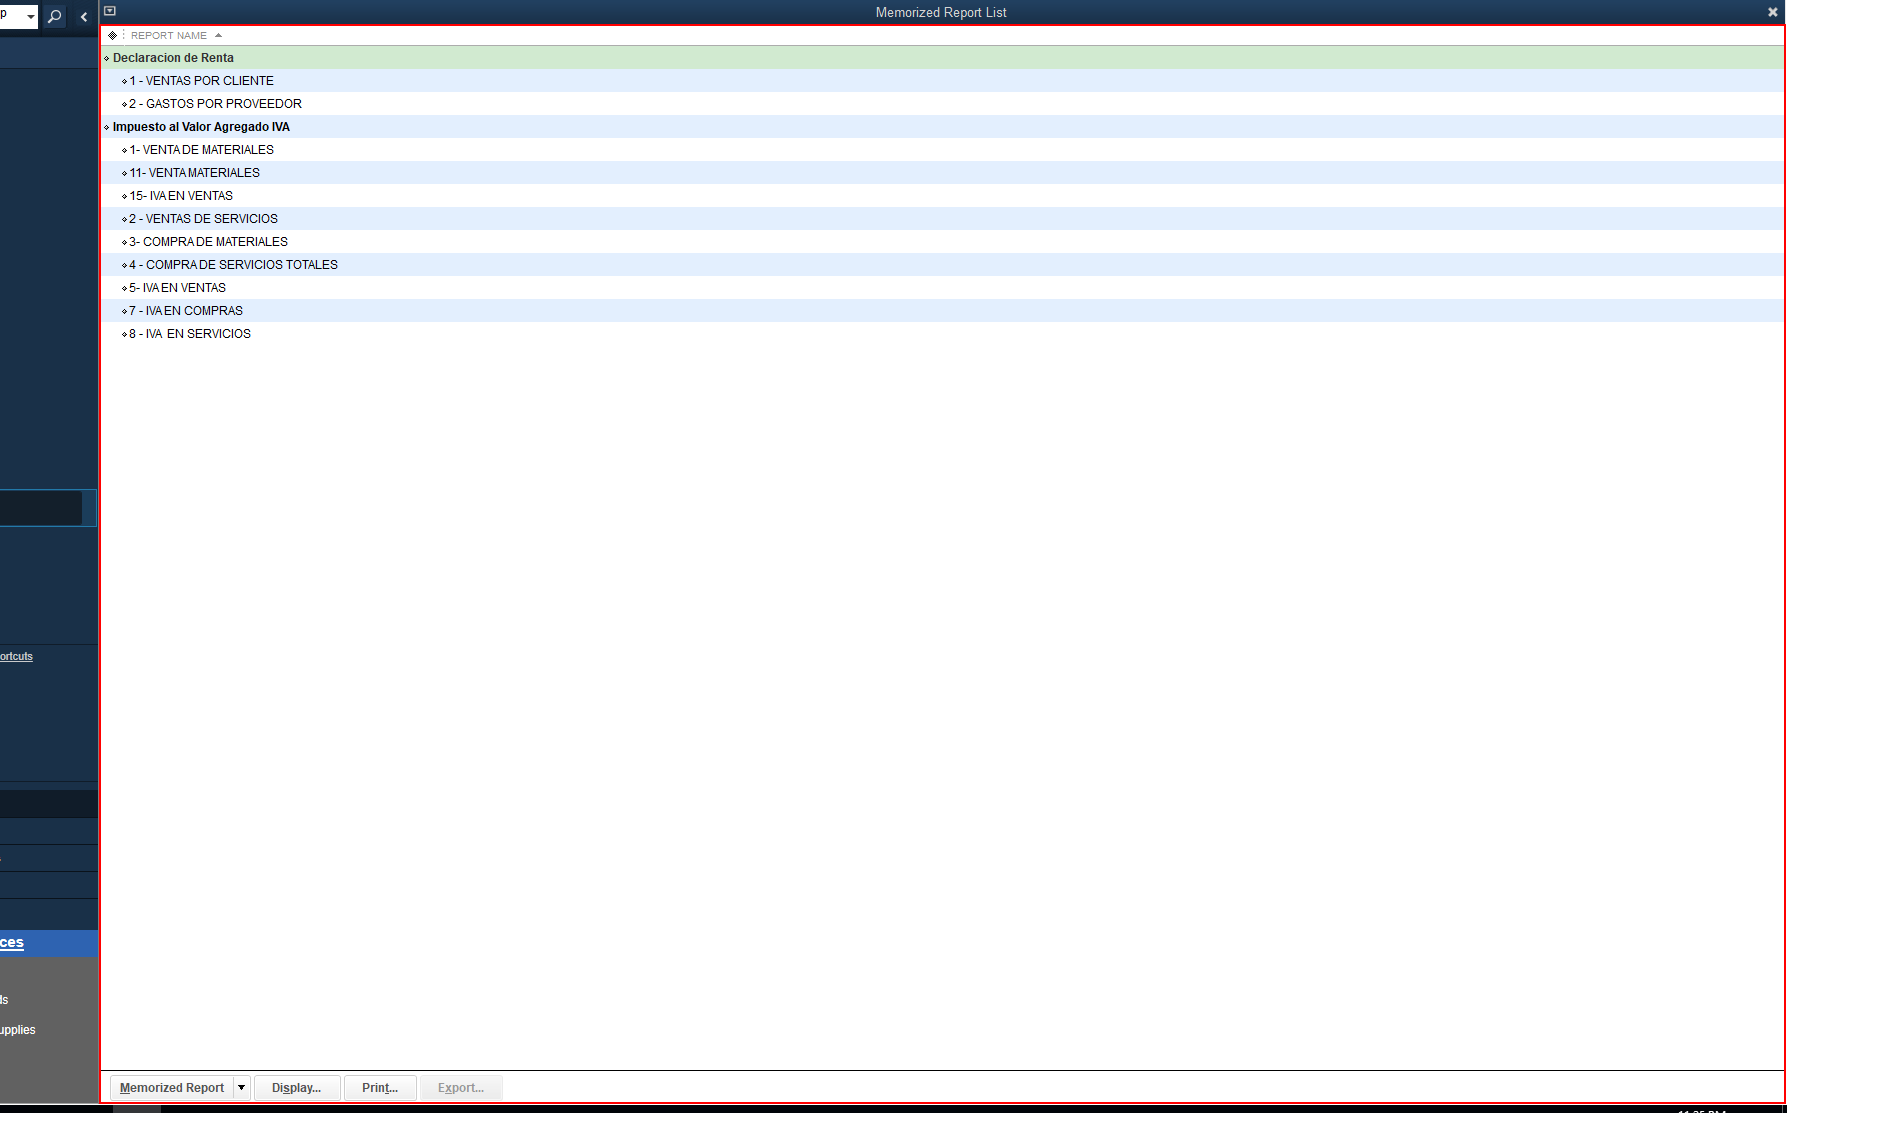 p
Memorized Report List
REPORT NAME
Declaracion de Renta
1 - VENTAS POR CLIENTE
2 - GASTOS POR PROVEEDOR
Impuesto al Valor Agregado IVA
1- VENTA DE MATERIALES
11- VENTA MATERIALES
15- IVA EN VENTAS
2 - VENTAS DE SERVICIOS
3- COMPRA DE MATERIALES
4 - COMPRA DE SERVICIOS TOTALES
5- IVA EN VENTAS
7 - IVA EN COMPRAS
8 - IVA EN SERVICIOS
ortcuts
ces
ds
upplies
Memorized Report
Display...
Print...
Export...